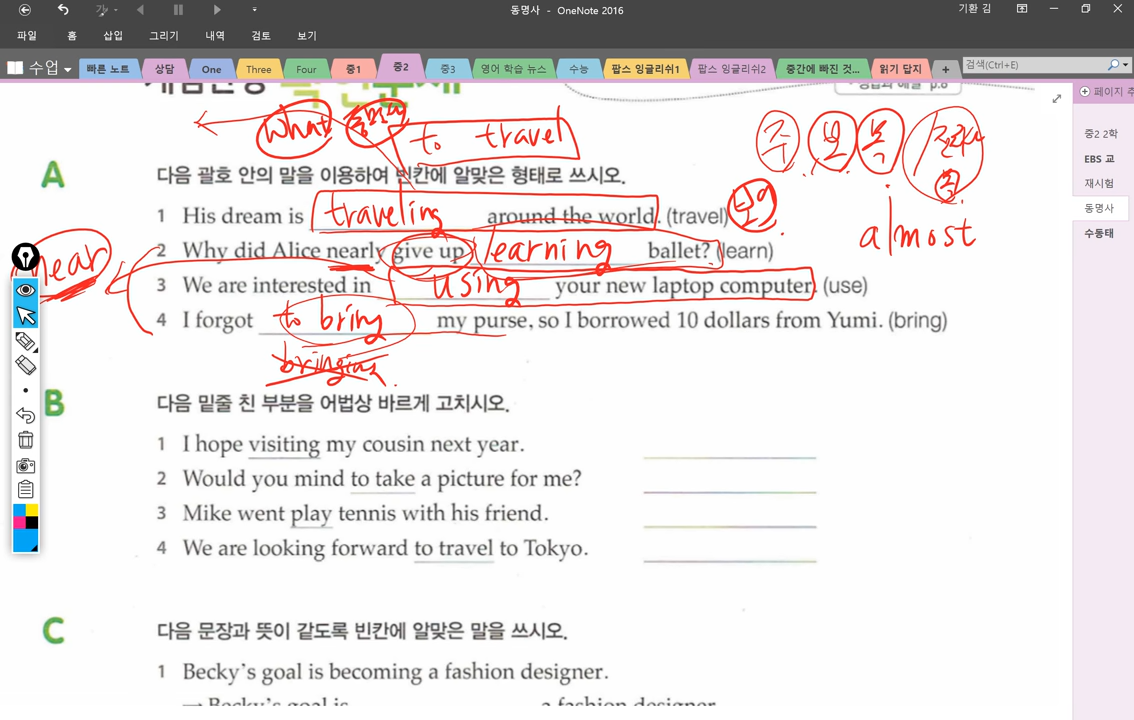 동명사 - OneNote 2016
기환 김
파일 홈 삽입 그리기 내역 검토 보기
수업 빠른 노트 상담 One Three Four 중1 중2 중3 영어 학습 뉴스 수능 팝스 잉글리쉬1 팝스 잉글리쉬2 중간에 빠진 것... 읽기 답지 + 검색(Ctrl+E)
페이지 추
중2 2학
EBS 교
재시험
동명사
수동태
what
to travel
주 보 목 전치사 목
A 다음 괄호 안의 말을 이용하여 빈칸에 알맞은 형태로 쓰시오.
1 His dream is traveling around the world. (travel) 보어
almost
near
2 Why did Alice nearly give up learning ballet? (learn)
3 We are interested in using your new laptop computer. (use)
4 I forgot to bring my purse, so I borrowed 10 dollars from Yumi. (bring)
bringing
B 다음 밑줄 친 부분을 어법상 바르게 고치시오.
1 I hope visiting my cousin next year.
2 Would you mind to take a picture for me?
3 Mike went play tennis with his friend.
4 We are looking forward to travel to Tokyo.
C 다음 문장과 뜻이 같도록 빈칸에 알맞은 말을 쓰시오.
1 Becky's goal is becoming a fashion designer.
→ Becky's goal is a fashion designer